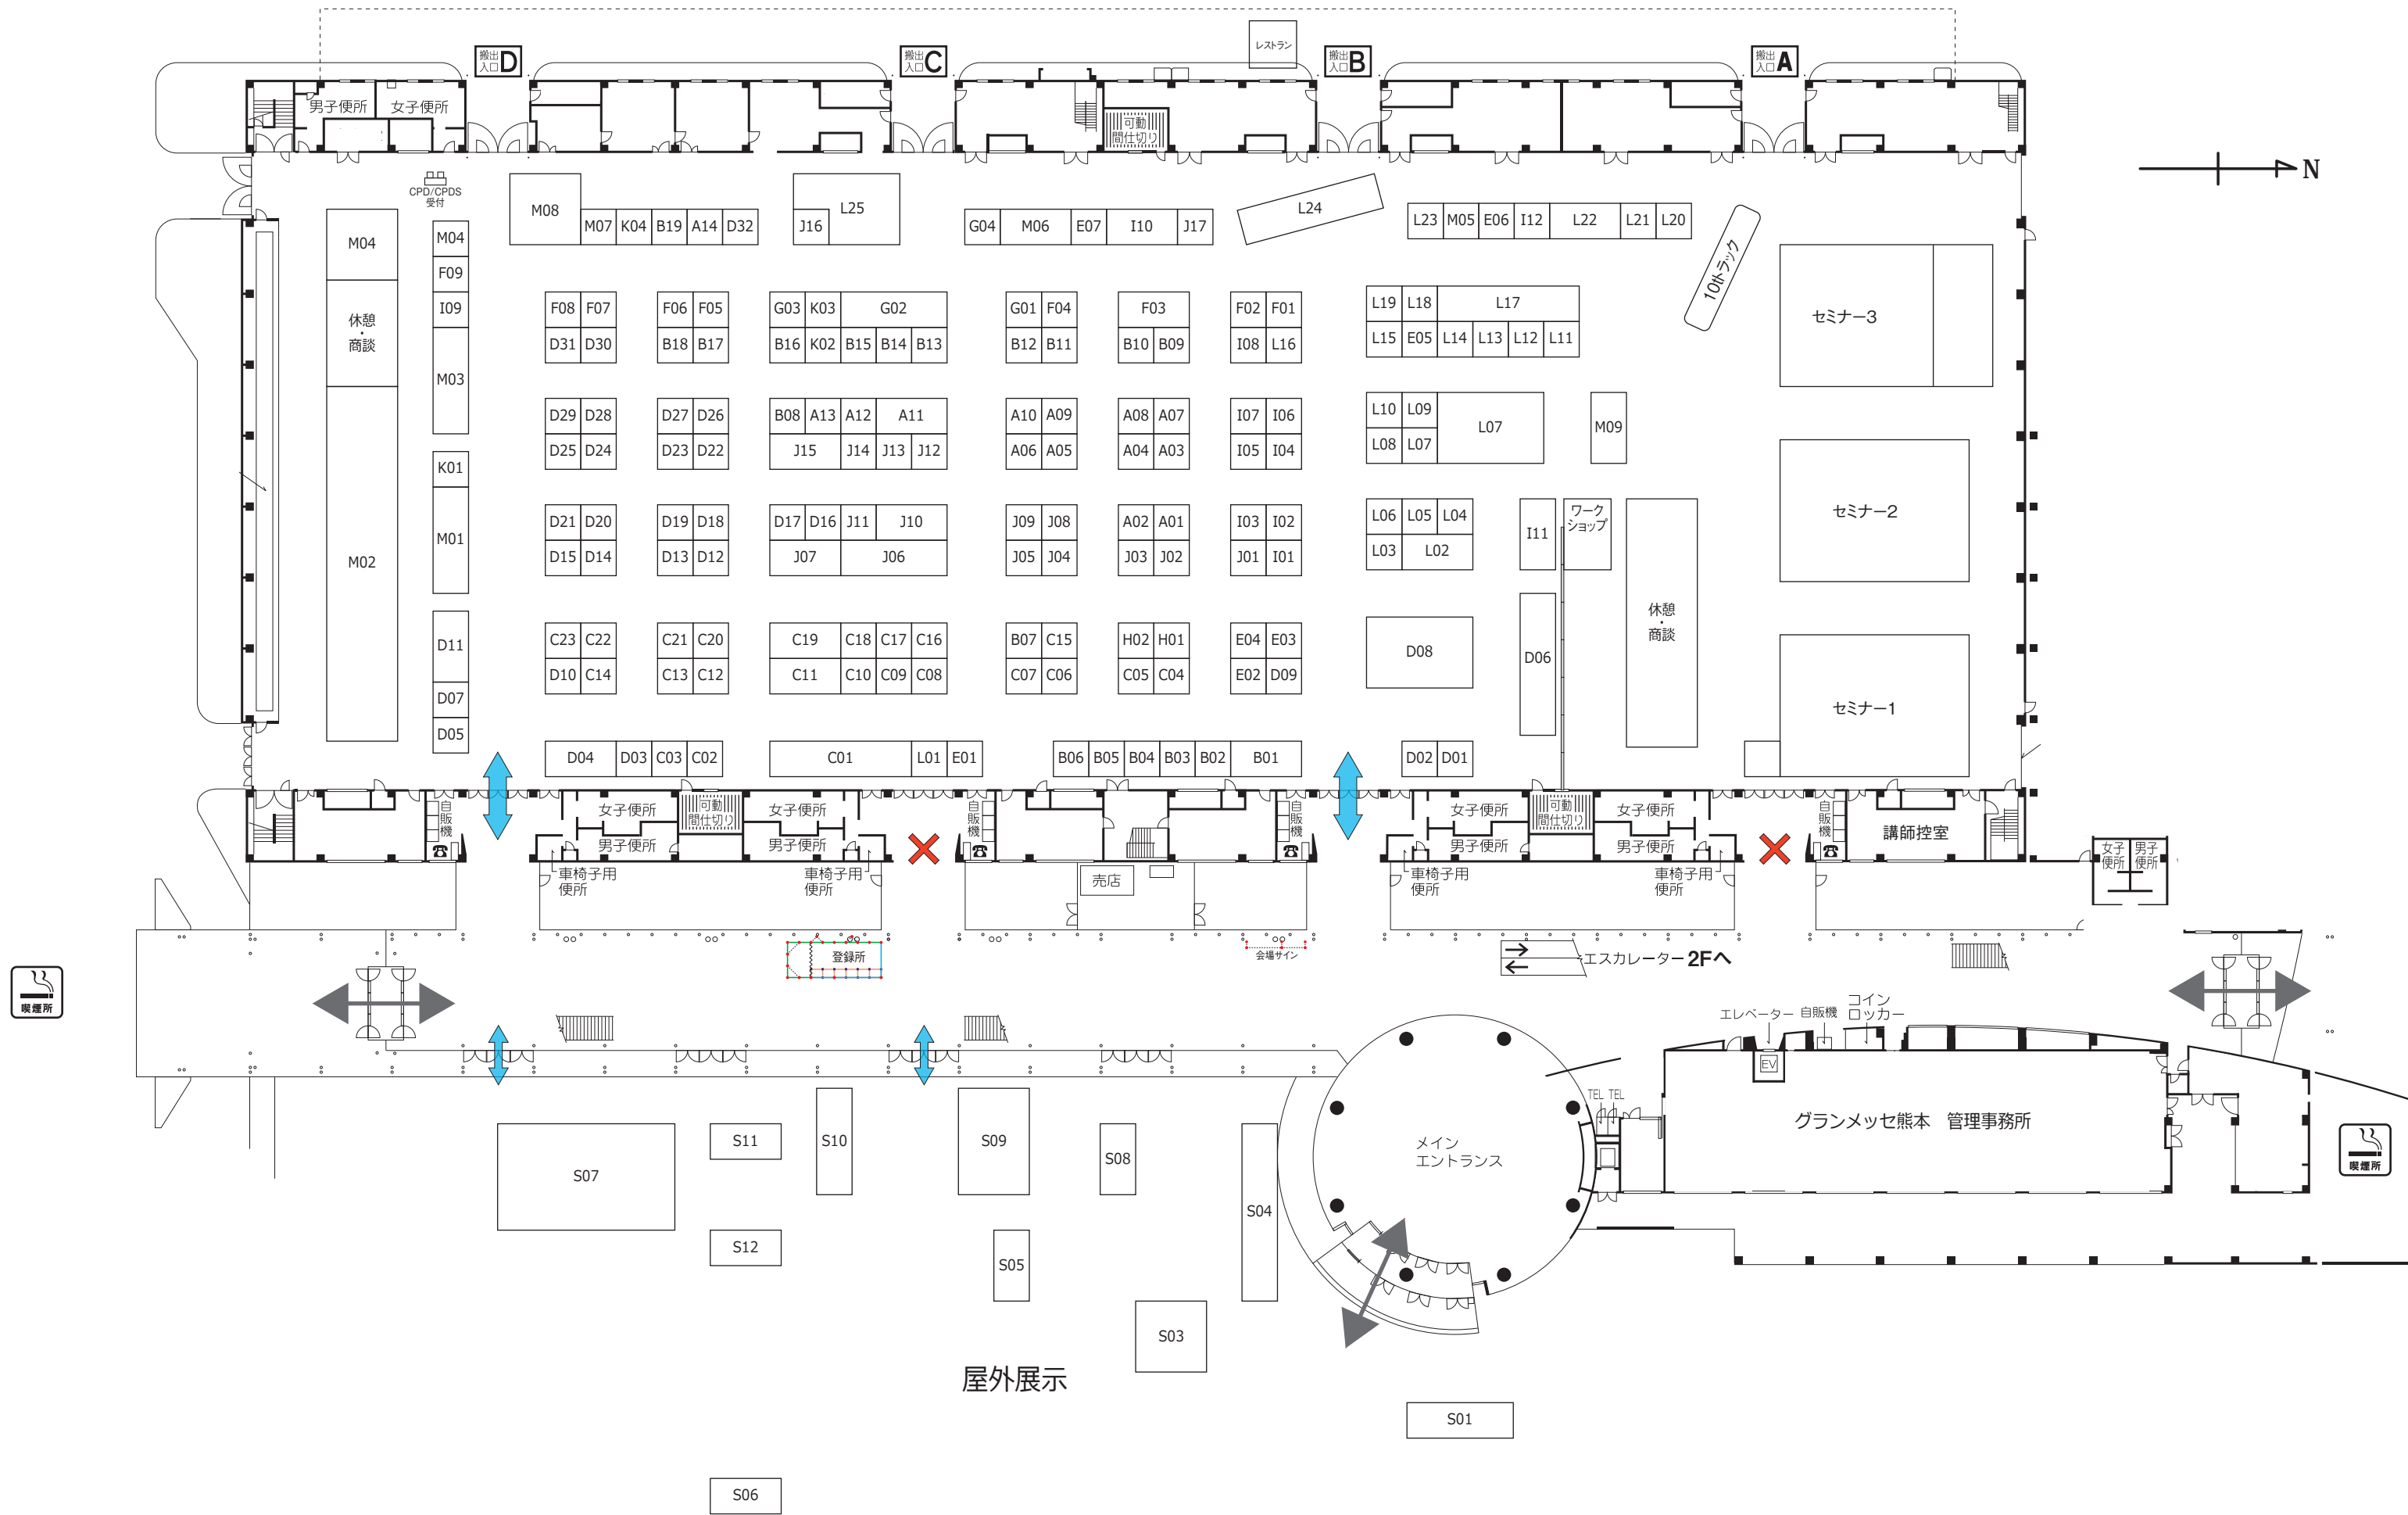 レストラン
搬出入口 D
搬出入口 C
搬出入口 B
搬出入口 A
男子便所 女子便所
可動
間仕切り
N
CPD/CPDS
受付
M08
M07 K04 B19 A14 D32
J16 L25
G04 M06 E07 I10 J17
L24
L23 M05 E06 I12 L22 L21 L20
10tトラック
M04
休憩
・
商談
M02
M04
F09
I09
M03
K01
M01
D11
D07
D05
F08 F07 F06 F05 G03 K03 G02 G01 F04 F03 F02 F01 L19 L18 L17
D31 D30 B18 B17 B16 K02 B15 B14 B13 B12 B11 B10 B09 I08 L16 L15 E05 L14 L13 L12 L11
セミナー3
D29 D28 D27 D26 B08 A13 A12 A11 A10 A09 A08 A07 I07 I06 L10 L09 L07 M09
D25 D24 D23 D22 J15 J14 J13 J12 A06 A05 A04 A03 I05 I04 L08 L07
D21 D20 D19 D18 D17 D16 J11 J10 J09 J08 A02 A01 I03 I02 L06 L05 L04
D15 D14 D13 D12 J07 J06 J05 J04 J03 J02 J01 I01 L03 L02
I11
ワーク
ショップ
セミナー2
休憩
・
商談
C23 C22 C21 C20 C19 C18 C17 C16 B07 C15 H02 H01 E04 E03
D10 C14 C13 C12 C11 C10 C09 C08 C07 C06 C05 C04 E02 D09
D08
D06
セミナー1
D04 D03 C03 C02 C01 L01 E01 B06 B05 B04 B03 B02 B01 D02 D01
自販機
女子便所
男子便所
可動
間仕切り
女子便所
男子便所
自販機
自販機
女子便所
男子便所
可動
間仕切り
女子便所
男子便所
自販機
講師控室
女子
便所
男子
便所
車椅子用
便所
車椅子用
便所
売店
車椅子用
便所
車椅子用
便所
登録所
会場サイン
エスカレーター 2Fへ
喫煙所
エレベーター 自販機
コイン
ロッカー
EV
TEL TEL
メイン
エントランス
グランメッセ熊本 管理事務所
喫煙所
S07
S11
S10
S09
S08
S04
S12
S05
S03
屋外展示
S01
S06